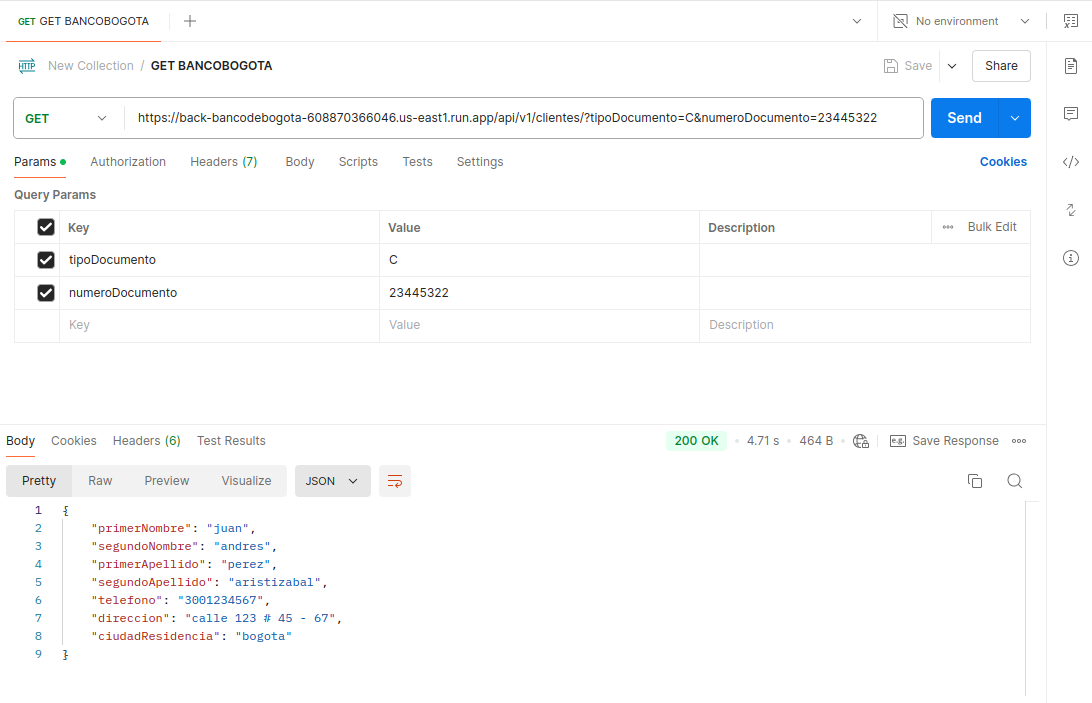 GET GET BANCOBOGOTA
No environment
HTTP New Collection / GET BANCOBOGOTA
Save
Share
GET https://back-bancodebogota-608870366046.us-east1.run.app/api/v1/clientes/?tipoDocumento=C&numeroDocumento=23445322
Send
Params Authorization Headers (7) Body Scripts Tests Settings
Cookies
Query Params
Key Value Description Bulk Edit
tipoDocumento C
numeroDocumento 23445322
Key Value Description
Body Cookies Headers (6) Test Results
200 OK • 4.71 s • 464 B • e.g. Save Response
Pretty Raw Preview Visualize JSON
1 {
2 "primerNombre": "juan",
3 "segundoNombre": "andres",
4 "primerApellido": "perez",
5 "segundoApellido": "aristizabal",
6 "telefono": "3001234567",
7 "direccion": "calle 123 # 45 - 67",
8 "ciudadResidencia": "bogota"
9 }